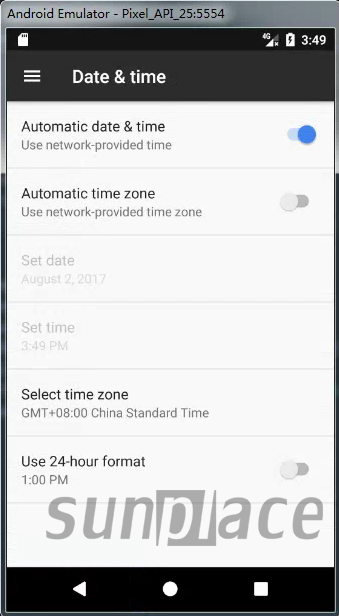 Android Emulator - Pixel_API_25:5554
4G 3:49
Date & time
Automatic date & time
Use network-provided time
Automatic time zone
Use network-provided time zone
Set date
August 2, 2017
Set time
3:49 PM
Select time zone
GMT+08:00 China Standard Time
Use 24-hour format
1:00 PM
sunplace